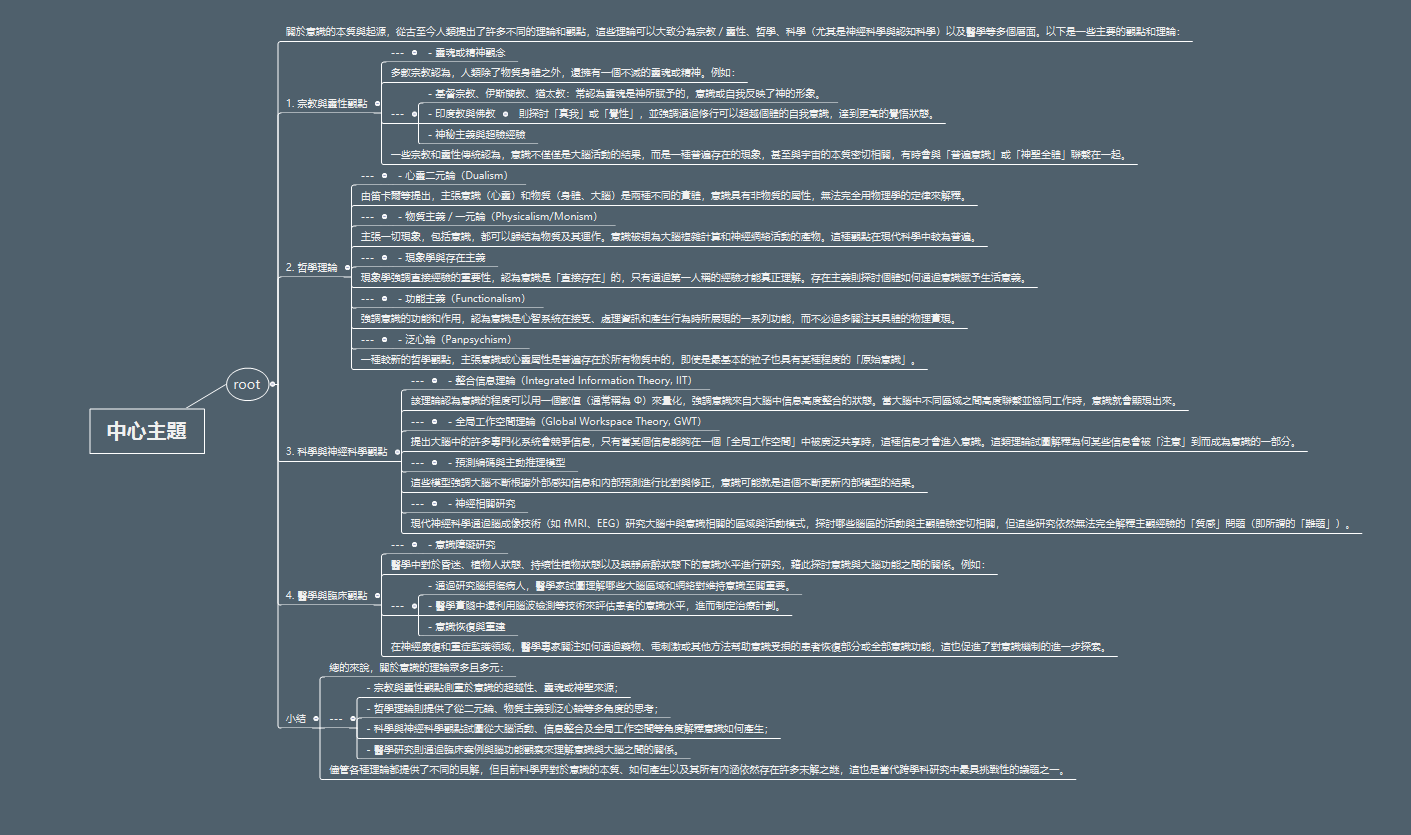 關於意識的本質與起源，從古至今人類提出了許多不同的理論和觀點，這些理論可以大致分為宗教 / 靈性、哲學、科學（尤其是神經科學與認知科學）以及醫學等多個層面。以下是一些主要的觀點和理論：
--- - 靈魂或精神觀念
多數宗教認為，人類除了物質身體之外，還擁有一個不滅的靈魂或精神。例如：
1. 宗教與靈性觀點
- 基督宗教、伊斯蘭教、猶太教：常認為靈魂是神所賦予的，意識或自我反映了神的形象。
--- - 印度教與佛教 則探討「真我」或「覺性」，並強調通過修行可以超越個體的自我意識，達到更高的覺悟狀態。
- 神秘主義與超驗經驗
一些宗教和靈性傳統認為，意識不僅僅是大腦活動的結果，而是一種普遍存在的現象，甚至與宇宙的本質密切相關，有時會與「普遍意識」或「神聖全體」聯繫在一起。
--- - 心靈二元論（Dualism）
由笛卡爾等提出，主張意識（心靈）和物質（身體、大腦）是兩種不同的實體，意識具有非物質的屬性，無法完全用物理學的定律來解釋。
--- - 物質主義 / 一元論（Physicalism/Monism）
主張一切現象，包括意識，都可以歸結為物質及其運作。意識被視為大腦複雜計算和神經網絡活動的產物。這種觀點在現代科學中較為普遍。
--- - 現象學與存在主義
2. 哲學理論
現象學強調直接經驗的重要性，認為意識是「直接存在」的，只有通過第一人稱的經驗才能真正理解。存在主義則探討個體如何通過意識賦予生活意義。
--- - 功能主義（Functionalism）
強調意識的功能和作用，認為意識是心智系統在接受、處理資訊和產生行為時所展現的一系列功能，而不必過多關注其具體的物理實現。
--- - 泛心論（Panpsychism）
一種較新的哲學觀點，主張意識或心靈屬性是普遍存在於所有物質中的，即使是最基本的粒子也具有某種程度的「原始意識」。
root
中心主題
--- - 整合信息理論（Integrated Information Theory, IIT）
該理論認為意識的程度可以用一個數值（通常稱為 Φ）來量化，強調意識來自大腦中信息高度整合的狀態。當大腦中不同區域之間高度聯繫並協同工作時，意識就會顯現出來。
--- - 全局工作空間理論（Global Workspace Theory, GWT）
提出大腦中的許多專門化系統會競爭信息，只有當某個信息能夠在一個「全局工作空間」中被廣泛共享時，這種信息才會進入意識。這類理論試圖解釋為何某些信息會被「注意」到而成為意識的一部分。
3. 科學與神經科學觀點
--- - 預測編碼與主動推理模型
這些模型強調大腦不斷根據外部感知信息和內部預測進行比對與修正，意識可能就是這個不斷更新內部模型的結果。
--- - 神經相關研究
現代神經科學通過腦成像技術（如 fMRI、EEG）研究大腦中與意識相關的區域與活動模式，探討哪些腦區的活動與主觀體驗密切相關，但這些研究依然無法完全解釋主觀經驗的「質感」問題（即所謂的「難題」）。
--- - 意識障礙研究
醫學中對於昏迷、植物人狀態、持續性植物狀態以及鎮靜麻醉狀態下的意識水平進行研究，藉此探討意識與大腦功能之間的關係。例如：
- 通過研究腦損傷病人，醫學家試圖理解哪些大腦區域和網絡對維持意識至關重要。
4. 醫學與臨床觀點
--- - 醫學實踐中還利用腦波檢測等技術來評估患者的意識水平，進而制定治療計劃。
- 意識恢復與重建
在神經康復和重症監護領域，醫學專家關注如何通過藥物、電刺激或其他方法幫助意識受損的患者恢復部分或全部意識功能，這也促進了對意識機制的進一步探索。
總的來說，關於意識的理論眾多且多元：
- 宗教與靈性觀點側重於意識的超越性、靈魂或神聖來源；
- 哲學理論則提供了從二元論、物質主義到泛心論等多角度的思考；
小結 ---
- 科學與神經科學觀點試圖從大腦活動、信息整合及全局工作空間等角度解釋意識如何產生；
- 醫學研究則通過臨床案例與腦功能觀察來理解意識與大腦之間的關係。
儘管各種理論都提供了不同的見解，但目前科學界對於意識的本質、如何產生以及其所有內涵依然存在許多未解之謎，這也是當代跨學科研究中最具挑戰性的議題之一。